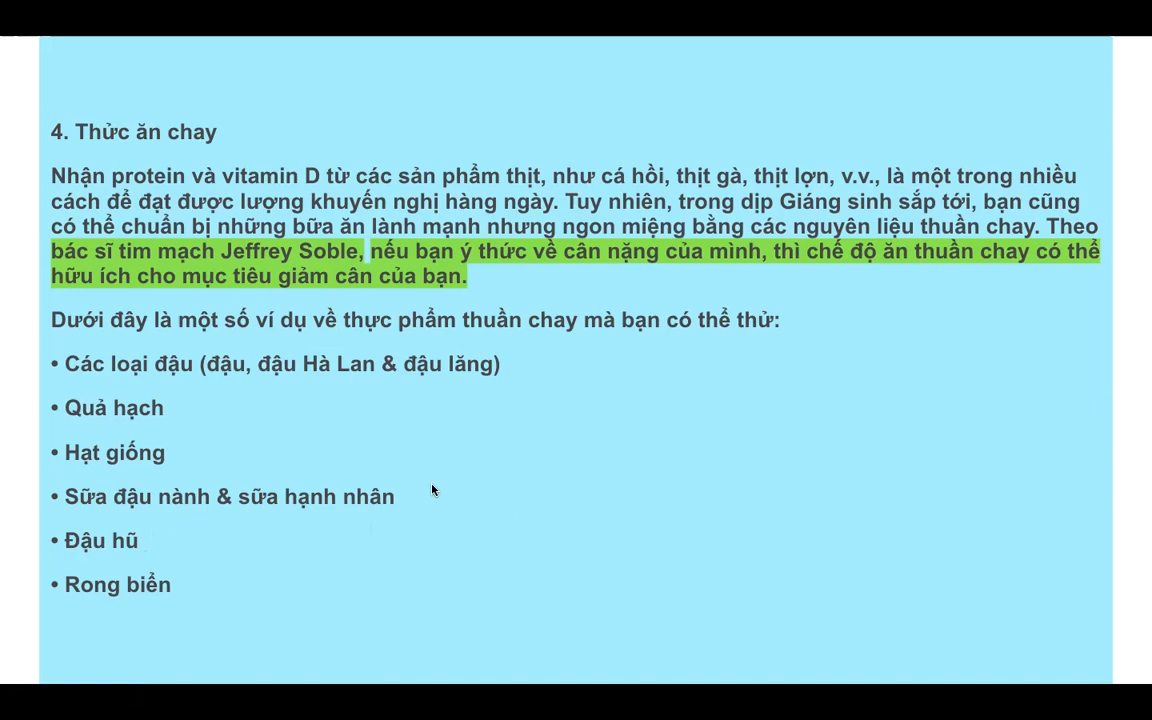 4. Thức ăn chay
Nhận protein và vitamin D từ các sản phẩm thịt, như cá hồi, thịt gà, thịt lợn, v.v., là một trong nhiều
cách để đạt được lượng khuyến nghị hàng ngày. Tuy nhiên, trong dịp Giáng sinh sắp tới, bạn cũng
có thể chuẩn bị những bữa ăn lành mạnh nhưng ngon miệng bằng các nguyên liệu thuần chay. Theo
bác sĩ tim mạch Jeffrey Soble, nếu bạn ý thức về cân nặng của mình, thì chế độ ăn thuần chay có thể
hữu ích cho mục tiêu giảm cân của bạn.
Dưới đây là một số ví dụ về thực phẩm thuần chay mà bạn có thể thử:
• Các loại đậu (đậu, đậu Hà Lan & đậu lăng)
• Quả hạch
• Hạt giống
• Sữa đậu nành & sữa hạnh nhân
• Đậu hũ
• Rong biển